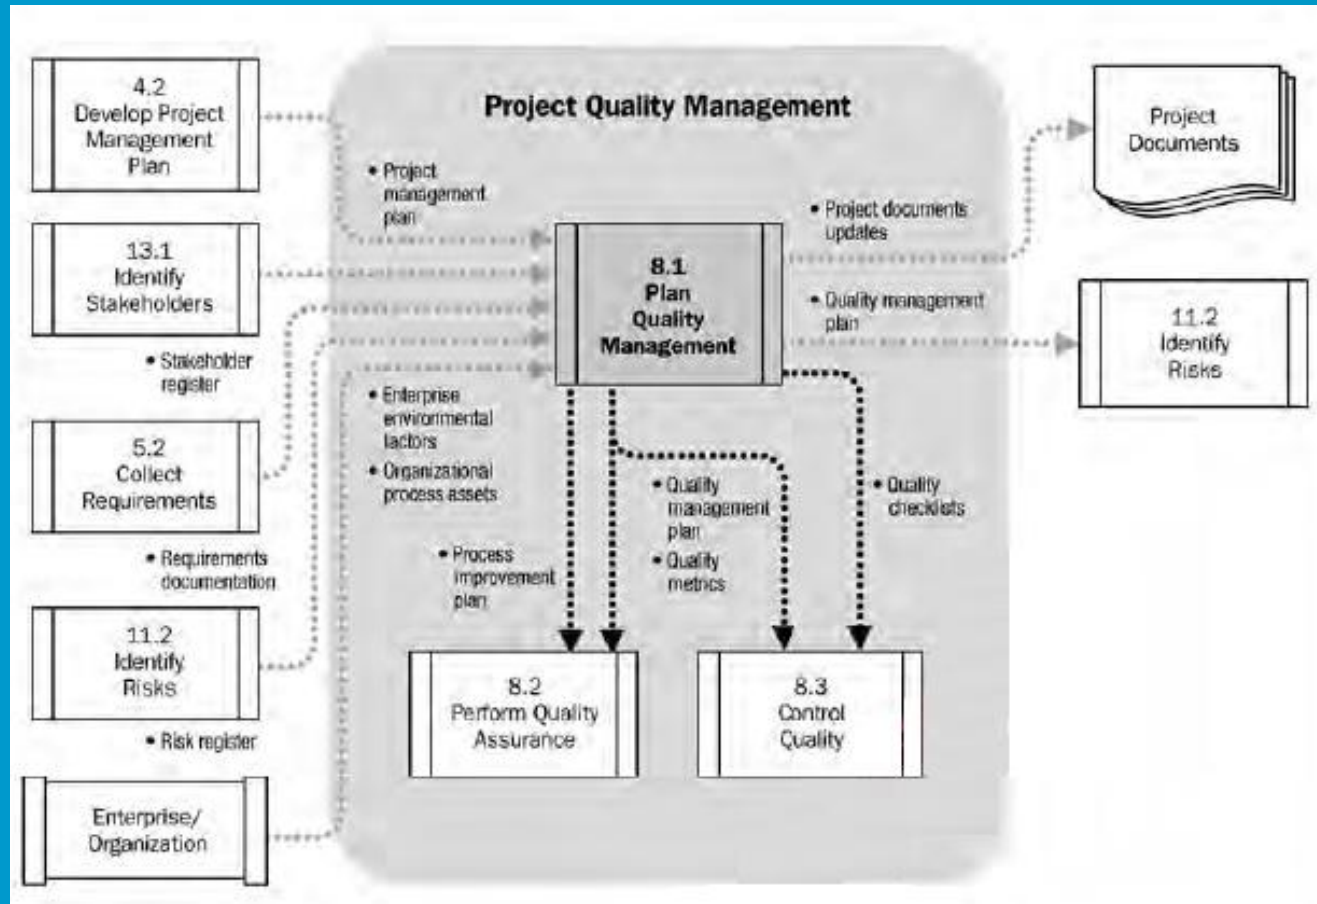 Project Quality Management
4.2
Develop Project
Management
Plan
• Project
management
plan
13.1
Identify
Stakeholders
• Stakeholder
register
5.2
Collect
Requirements
• Requirements
documentation
11.2
Identify
Risks
• Risk register
Enterprise/
Organization
• Enterprise
environmental
factors
• Organizational
process assets
8.1
Plan
Quality
Management
• Project documents
updates
• Quality management
plan
Project
Documents
11.2
Identify
Risks
• Process
improvement
plan
• Quality
management
plan
• Quality
metrics
• Quality
checklists
8.2
Perform Quality
Assurance
8.3
Control
Quality